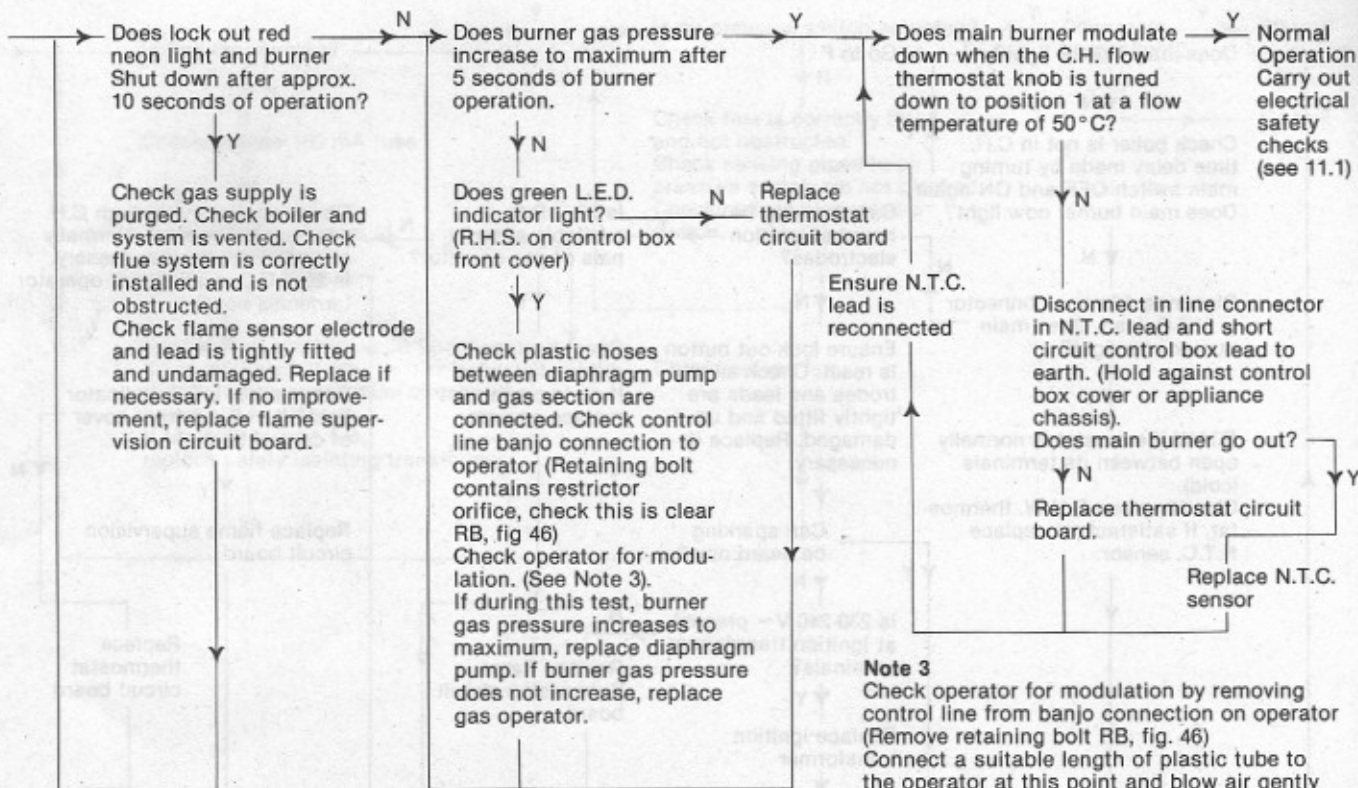 Does lock out red
neon light and burner
Shut down after approx.
10 seconds of operation?
N
Y
Check gas supply is
purged. Check boiler and
system is vented. Check
flue system is correctly
installed and is not
obstructed.
Check flame sensor electrode
and lead is tightly fitted
and undamaged. Replace if
necessary. If no improve-
ment, replace flame super-
vision circuit board.
Does burner gas pressure
increase to maximum after
5 seconds of burner
operation.
Y
N
Does green L.E.D.
indicator light?
(R.H.S. on control box
front cover)
N
Replace
thermostat
circuit board
Y
Check plastic hoses
between diaphragm pump
and gas section are
connected. Check control
line banjo connection to
operator (Retaining bolt
contains restrictor
orifice, check this is clear
RB, fig 46)
Check operator for modu-
lation. (See Note 3).
If during this test, burner
gas pressure increases to
maximum, replace diaphragm
pump. If burner gas pressure
does not increase, replace
gas operator.
Does main burner modulate
down when the C.H. flow
thermostat knob is turned
down to position 1 at a flow
temperature of 50°C?
Y
Normal
Operation
Carry out
electrical
safety
checks
(see 11.1)
N
Ensure N.T.C.
lead is
reconnected
Disconnect in line connector
in N.T.C. lead and short
circuit control box lead to
earth. (Hold against control
box cover or appliance
chassis).
Does main burner go out?
N
Y
Replace thermostat circuit
board.
Replace N.T.C.
sensor
Note 3
Check operator for modulation by removing
control line from banjo connection on operator
(Remove retaining bolt RB, fig. 46)
Connect a suitable length of plastic tube to
the operator at this point and blow air gently